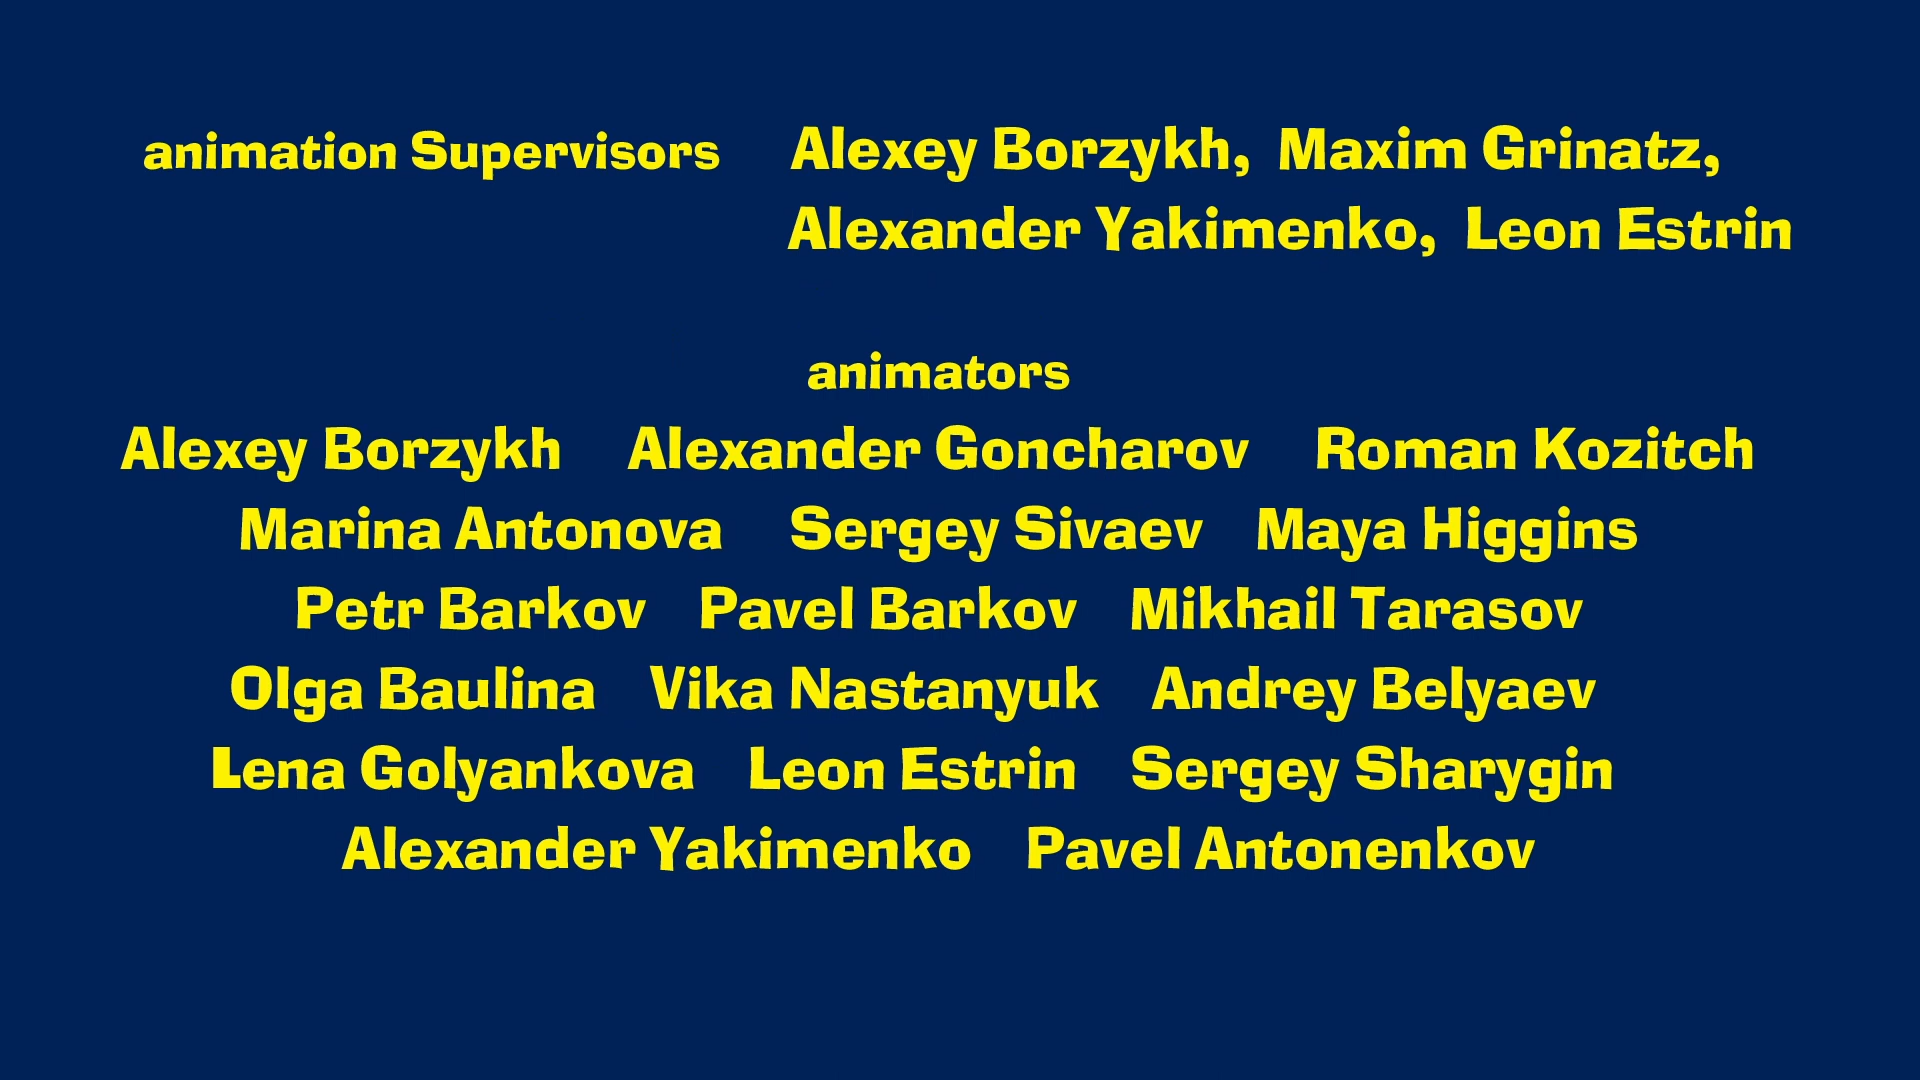 animation Supervisors Alexey Borzykh, Maxim Grinatz,
Alexander Yakimenko, Leon Estrin
animators
Alexey Borzykh Alexander Goncharov Roman Kozitch
Marina Antonova Sergey Sivaev Maya Higgins
Petr Barkov Pavel Barkov Mikhail Tarasov
Olga Baulina Vika Nastanyuk Andrey Belyaev
Lena Golyankova Leon Estrin Sergey Sharygin
Alexander Yakimenko Pavel Antonenkov